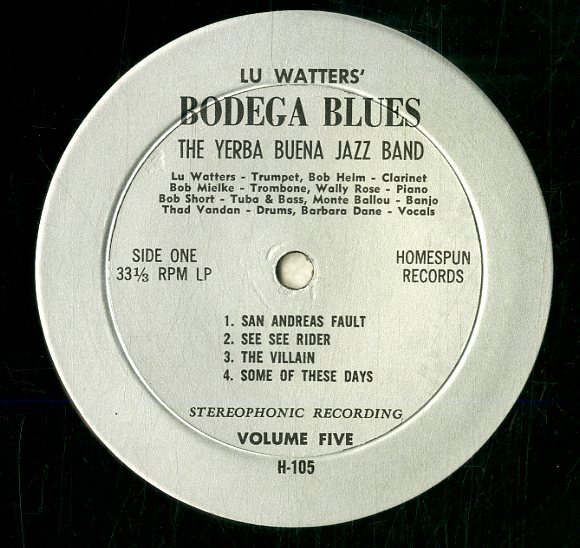 LU WATTERS'
BODEGA BLUES
THE YERBA BUENA JAZZ BAND
Lu Watters - Trumpet, Bob Helm - Clarinet
Bob Mielke - Trombone, Wally Rose - Piano
Bob Short - Tuba & Bass, Monte Ballou - Banjo
Thad Vandan - Drums, Barbara Dane - Vocals
SIDE ONE
33⅓ RPM LP
HOMESPUN
RECORDS
1. SAN ANDREAS FAULT
2. SEE SEE RIDER
3. THE VILLAIN
4. SOME OF THESE DAYS
STEREOPHONIC RECORDING
VOLUME FIVE
H-105